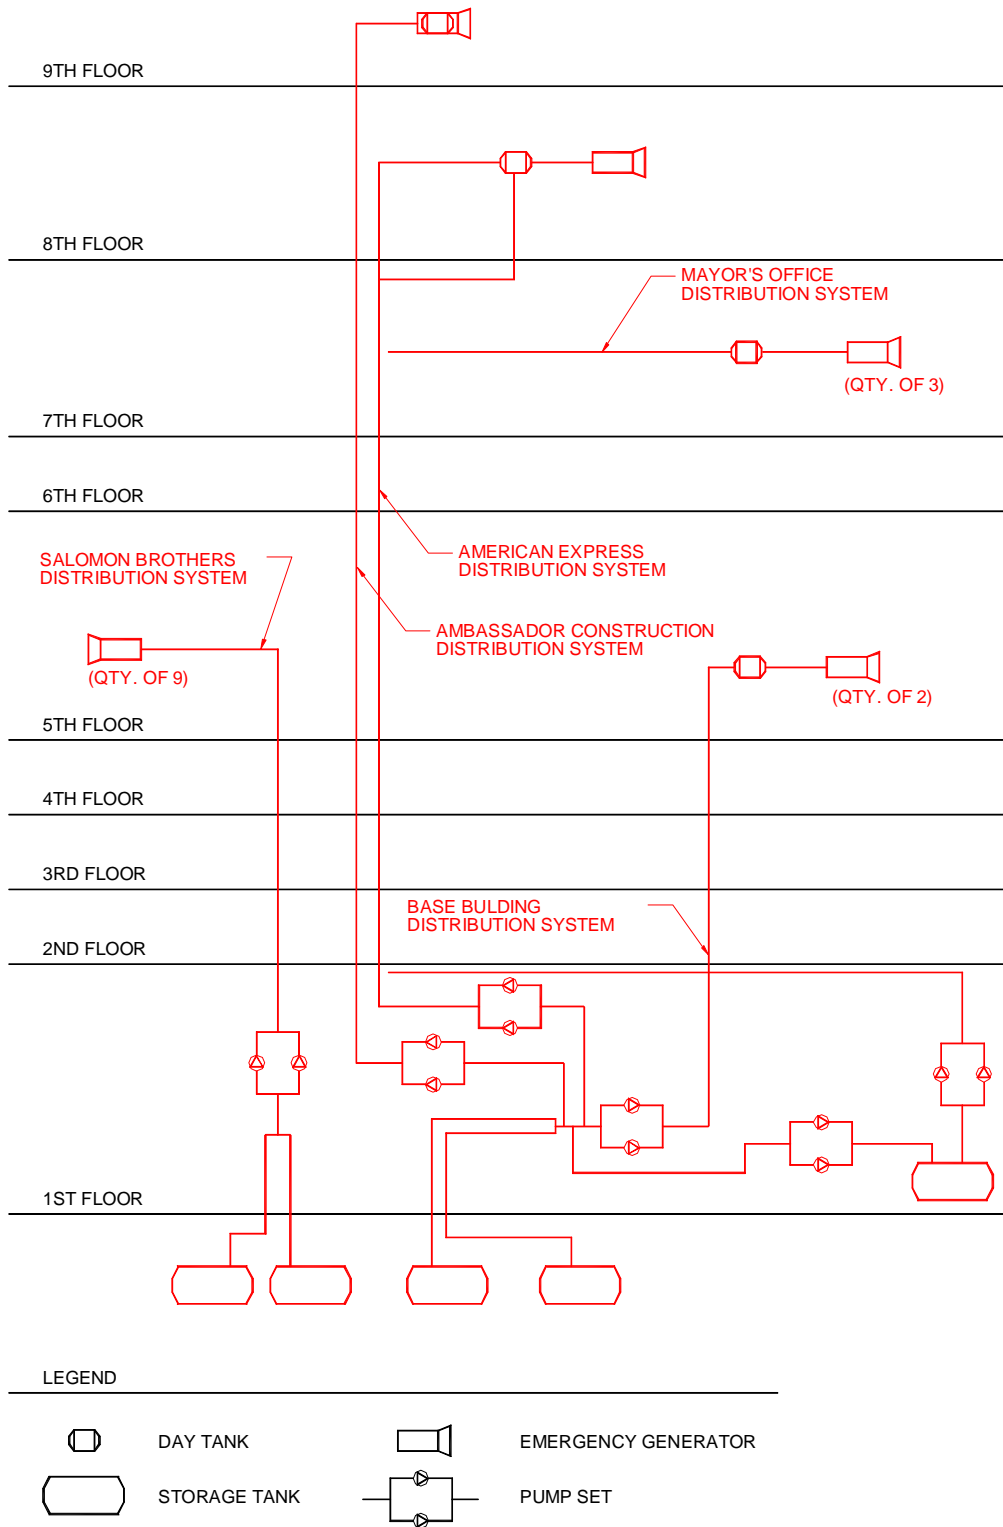 9TH FLOOR
8TH FLOOR
MAYOR'S OFFICE
DISTRIBUTION SYSTEM
(QTY. OF 3)
7TH FLOOR
6TH FLOOR
SALOMON BROTHERS
DISTRIBUTION SYSTEM
AMERICAN EXPRESS
DISTRIBUTION SYSTEM
AMBASSADOR CONSTRUCTION
DISTRIBUTION SYSTEM
(QTY. OF 9)
(QTY. OF 2)
5TH FLOOR
4TH FLOOR
3RD FLOOR
BASE BULDING
DISTRIBUTION SYSTEM
2ND FLOOR
1ST FLOOR
LEGEND
DAY TANK
EMERGENCY GENERATOR
STORAGE TANK
PUMP SET